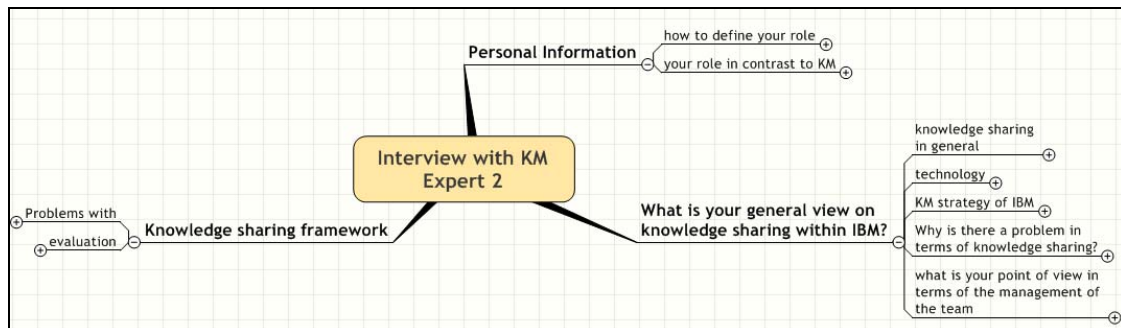 Interview with KM
Expert 2
Personal Information
how to define your role
your role in contrast to KM
What is your general view on
knowledge sharing within IBM?
knowledge sharing
in general
technology
KM strategy of IBM
Why is there a problem in
terms of knowledge sharing?
what is your point of view in
terms of the management of
the team
Knowledge sharing framework
Problems with
evaluation